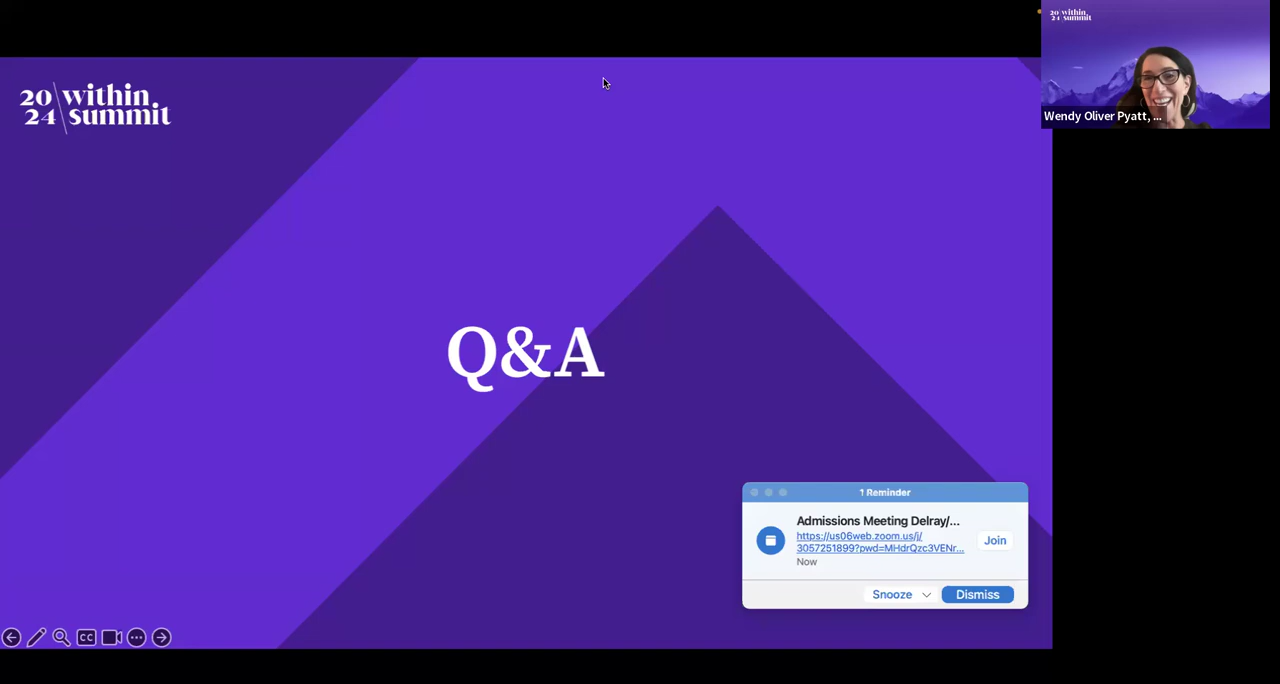 20 within
24 summit
Wendy Oliver Pyatt, ...
20 within
24 summit
Q&A
1 Reminder
Admissions Meeting Delray/...
https://us06web.zoom.us/j/
3057251899?pwd=MHdrQzc3VENr...
Join
Now
Snooze
Dismiss
CC